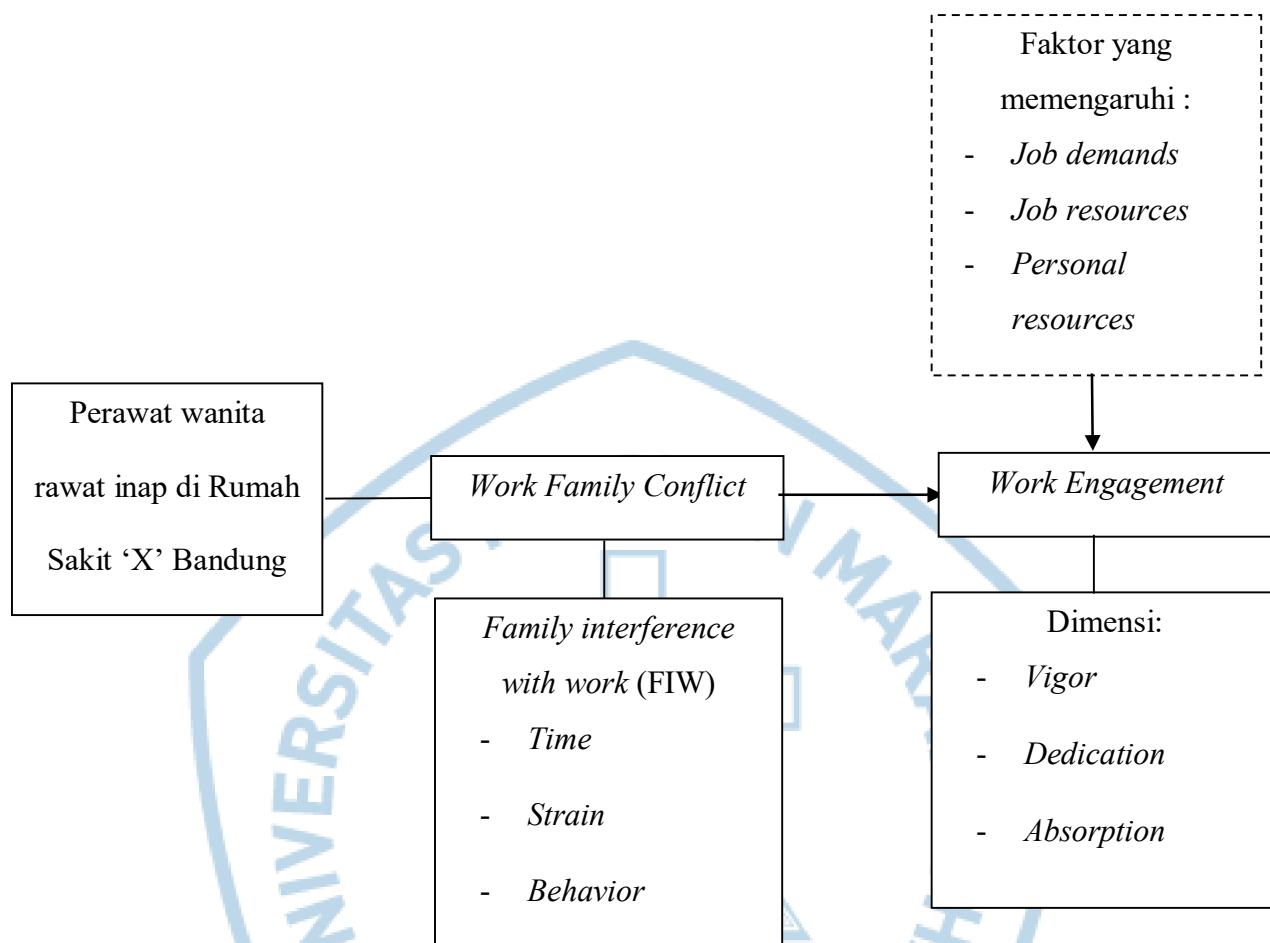 Faktor yang
memengaruhi :
- Job demands
- Job resources
- Personal
resources
Perawat wanita
rawat inap di Rumah
Sakit ‘X’ Bandung
Work Family Conflict
Work Engagement
Family interference
with work (FIW)
- Time
- Strain
- Behavior
Dimensi:
- Vigor
- Dedication
- Absorption